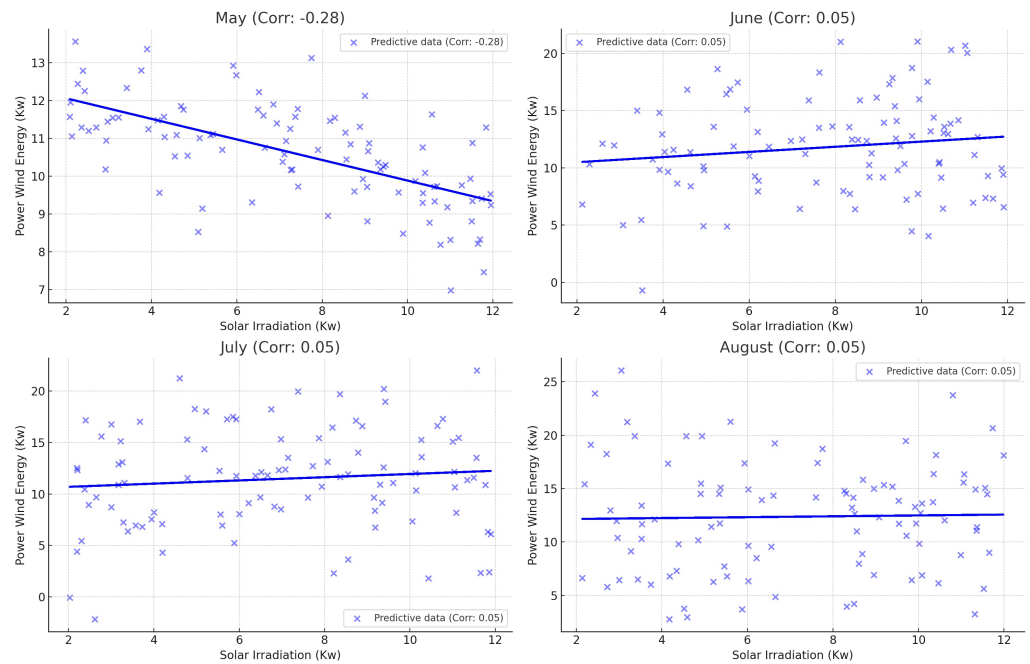 May (Corr: -0.28)
Predictive data (Corr: -0.28)
Power Wind Energy (Kw)
13
12
11
10
9
8
7
2 4 6 8 10 12
Solar Irradiation (Kw)
June (Corr: 0.05)
Predictive data (Corr: 0.05)
Power Wind Energy (Kw)
20
15
10
5
0
2 4 6 8 10 12
Solar Irradiation (Kw)
July (Corr: 0.05)
Predictive data (Corr: 0.05)
Power Wind Energy (Kw)
20
15
10
5
0
2 4 6 8 10 12
Solar Irradiation (Kw)
August (Corr: 0.05)
Predictive data (Corr: 0.05)
Power Wind Energy (Kw)
25
20
15
10
5
2 4 6 8 10 12
Solar Irradiation (Kw)